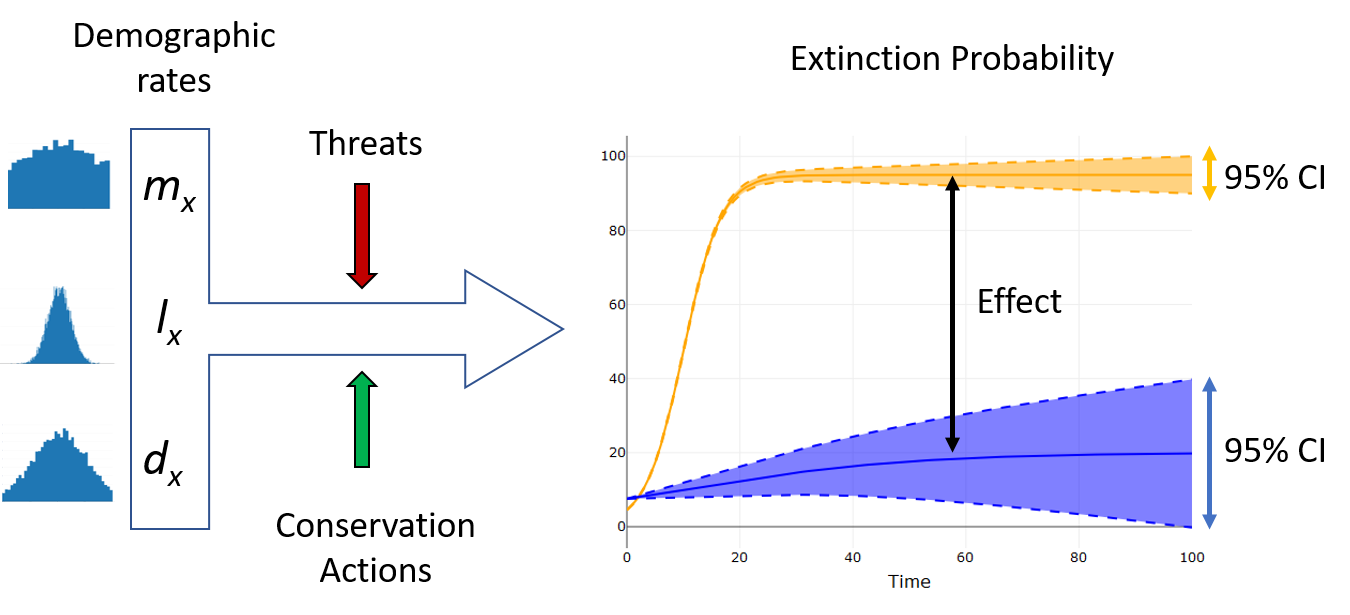 Demographic
rates
m_x
l_x
d_x
Threats
Conservation
Actions
Extinction Probability
100
80
60
40
20
0
0 20 40 60 80 100
Time
Effect
95% CI
95% CI